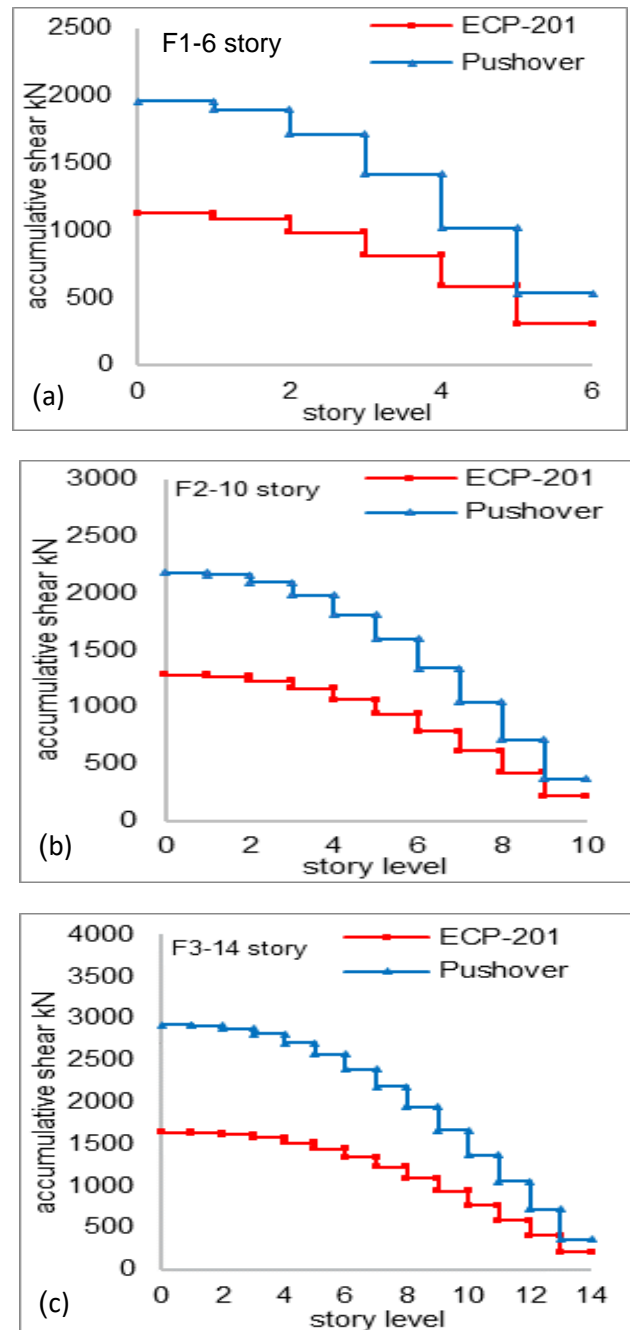 F1-6 story
ECP-201
Pushover
accumulative shear kN
2500
2000
1500
1000
500
0
0 2 4 6
story level
(a)
F2-10 story
ECP-201
Pushover
accumulative shear kN
3000
2500
2000
1500
1000
500
0
0 2 4 6 8 10
story level
(b)
F3-14 story
ECP-201
Pushover
accumulative shear kN
4000
3500
3000
2500
2000
1500
1000
500
0
0 2 4 6 8 10 12 14
story level
(c)